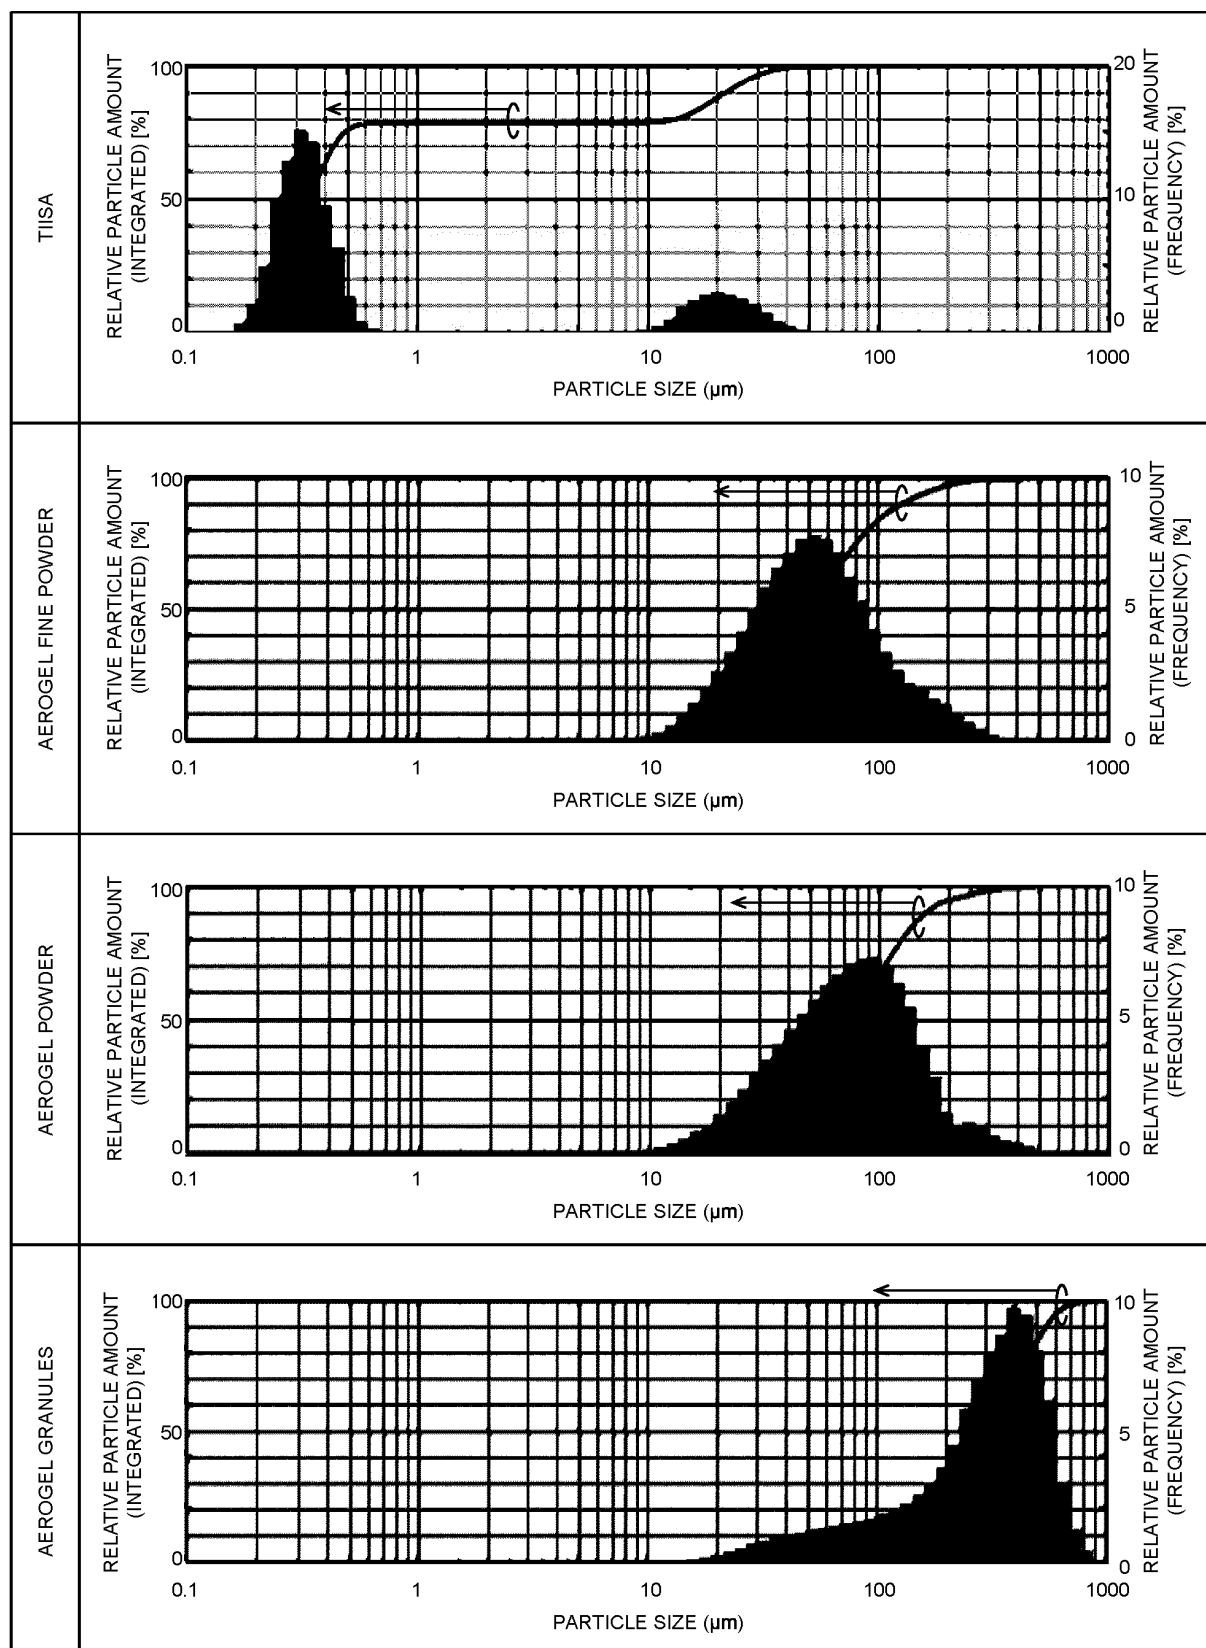 TIISA
RELATIVE PARTICLE AMOUNT
(INTEGRATED) [%]
100
50
0
20
10
0
RELATIVE PARTICLE AMOUNT
(FREQUENCY) [%]
0.1 1 10 100 1000
PARTICLE SIZE (μm)
AEROGEL FINE POWDER
RELATIVE PARTICLE AMOUNT
(INTEGRATED) [%]
100
50
0
10
5
0
RELATIVE PARTICLE AMOUNT
(FREQUENCY) [%]
0.1 1 10 100 1000
PARTICLE SIZE (μm)
AEROGEL POWDER
RELATIVE PARTICLE AMOUNT
(INTEGRATED) [%]
100
50
0
10
5
0
RELATIVE PARTICLE AMOUNT
(FREQUENCY) [%]
0.1 1 10 100 1000
PARTICLE SIZE (μm)
AEROGEL GRANULES
RELATIVE PARTICLE AMOUNT
(INTEGRATED) [%]
100
50
0
10
5
0
RELATIVE PARTICLE AMOUNT
(FREQUENCY) [%]
0.1 1 10 100 1000
PARTICLE SIZE (μm)